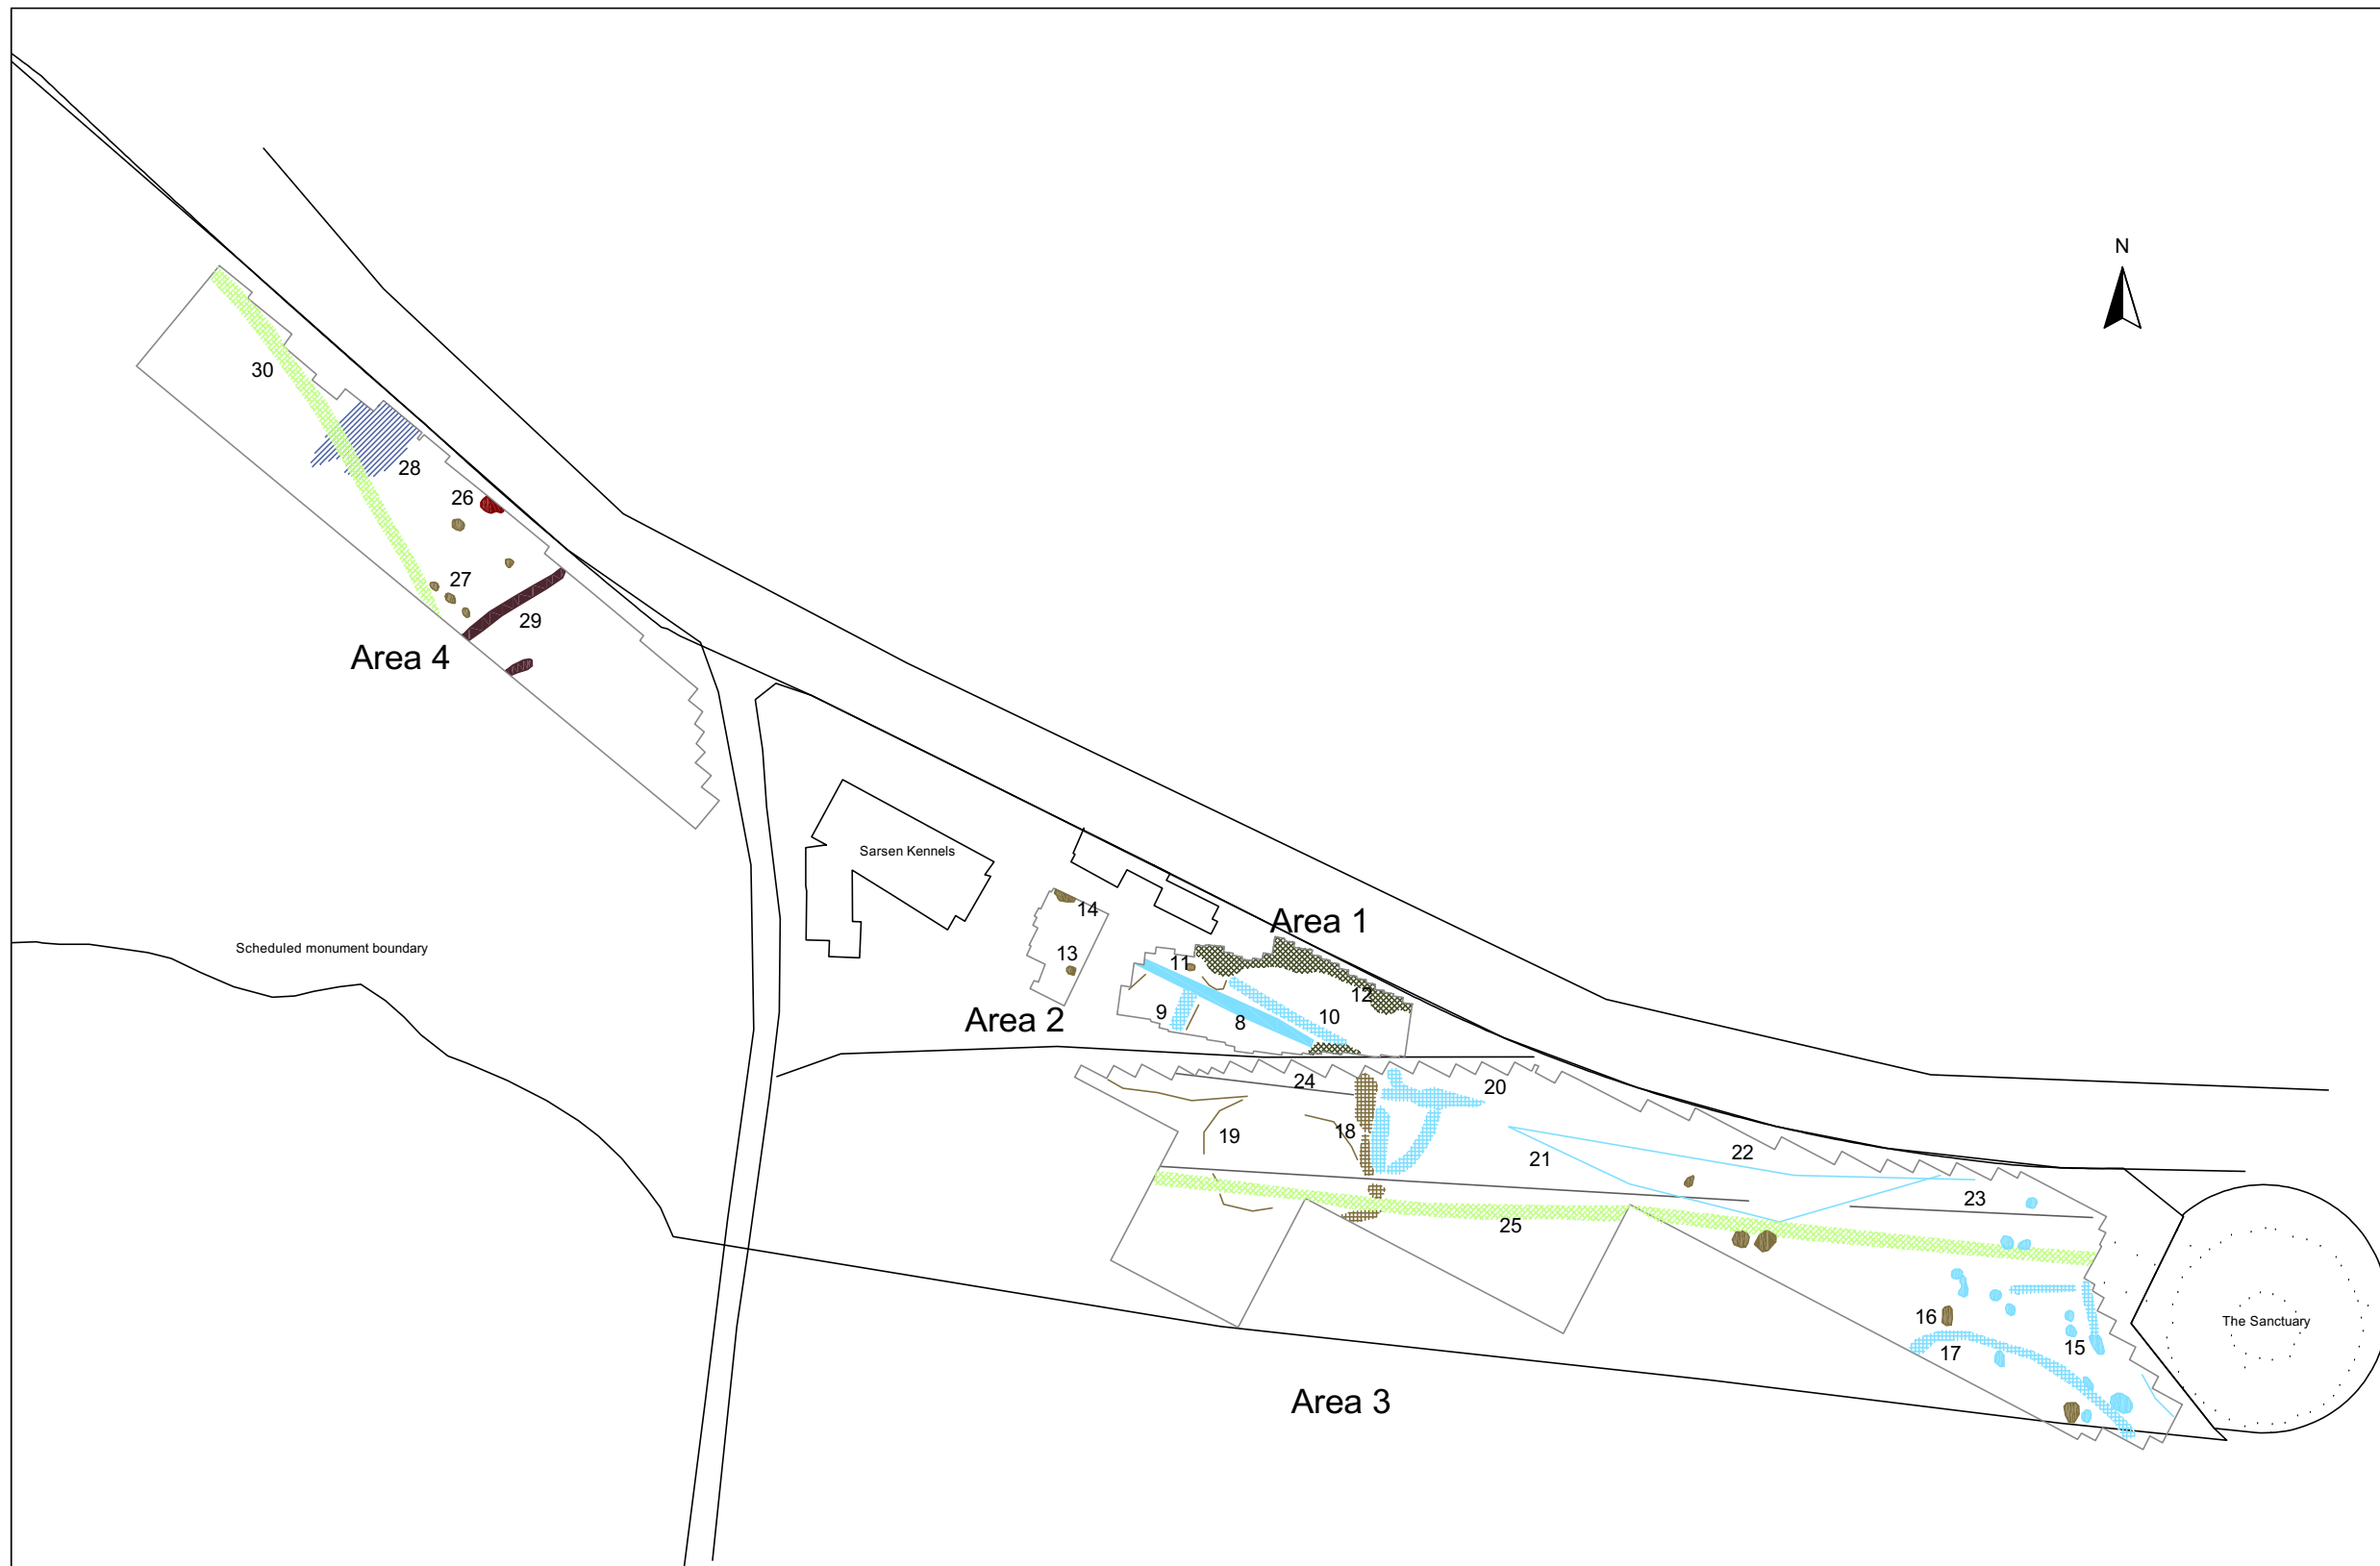 N
30
28
26
27
29
Area 4
Sarsen Kennels
14
Area 1
Scheduled monument boundary
13
11
12
9
8
10
Area 2
24
20
19
18
21
22
23
25
16
17
15
The Sanctuary
Area 3